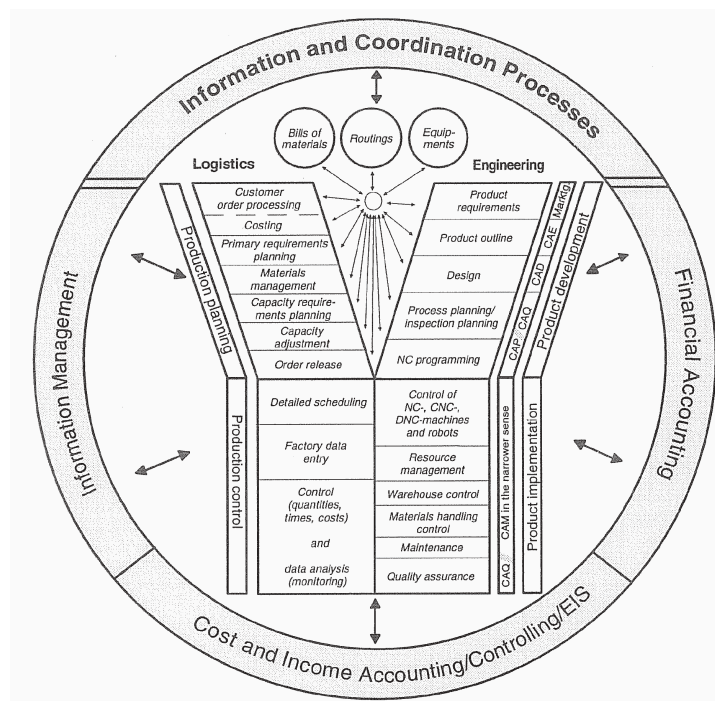 Information and Coordination Processes
Bills of
materials
Routings
Equip-
ments
Logistics
Engineering
Customer
order processing
Costing
Primary requirements
planning
Materials
management
Capacity require-
ments planning
Capacity
adjustment
Order release
Product
requirements
Product outline
Design
Process planning/
inspection planning
NC programming
Production planning
Marktg.
CAE
CAD
CAQ
CAP
Product development
Information Management
Financial Accounting
Detailed scheduling
Factory data
entry
Control
(quantities,
times, costs)
and
data analysis
(monitoring)
Control of
NC-, CNC-,
DNC-machines
and robots
Resource
management
Warehouse control
Materials handling
control
Maintenance
Quality assurance
Production control
CAM in the narrower sense
CAQ
Product implementation
Cost and Income Accounting/Controlling/EIS